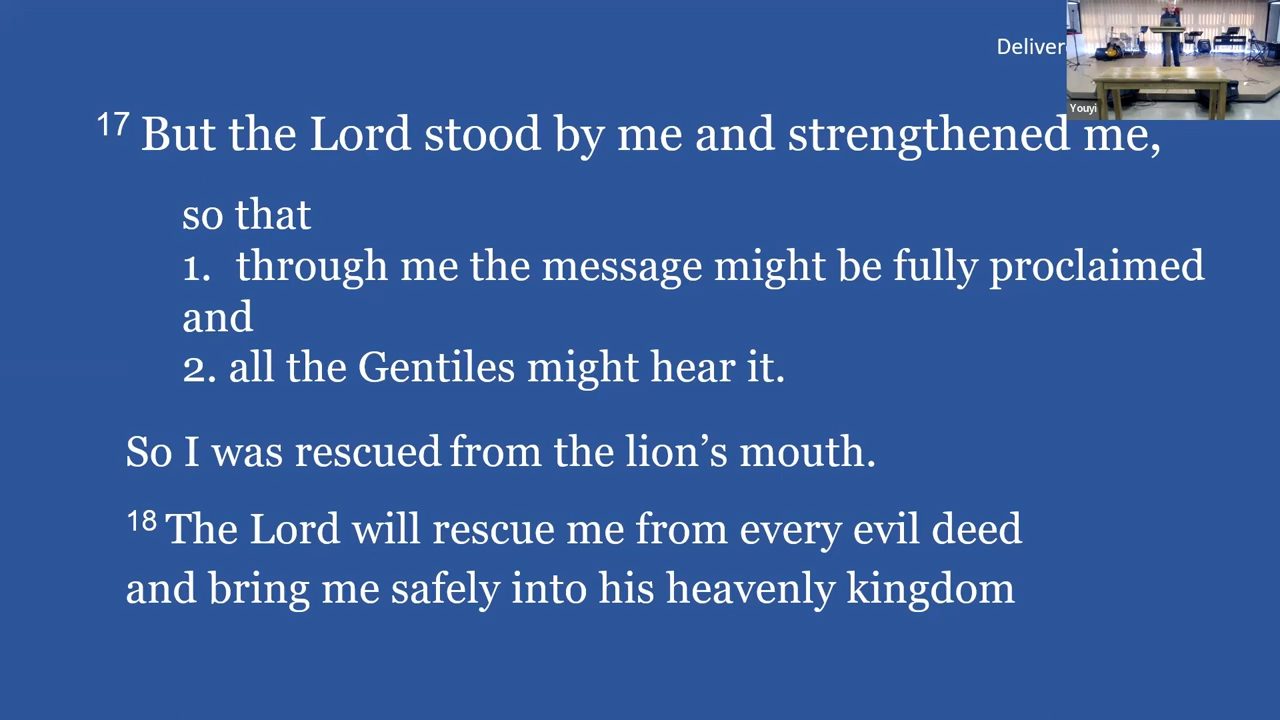 17 But the Lord stood by me and strengthened me,
so that
1. through me the message might be fully proclaimed
and
2. all the Gentiles might hear it.
So I was rescued from the lion’s mouth.
18 The Lord will rescue me from every evil deed
and bring me safely into his heavenly kingdom
Youyi